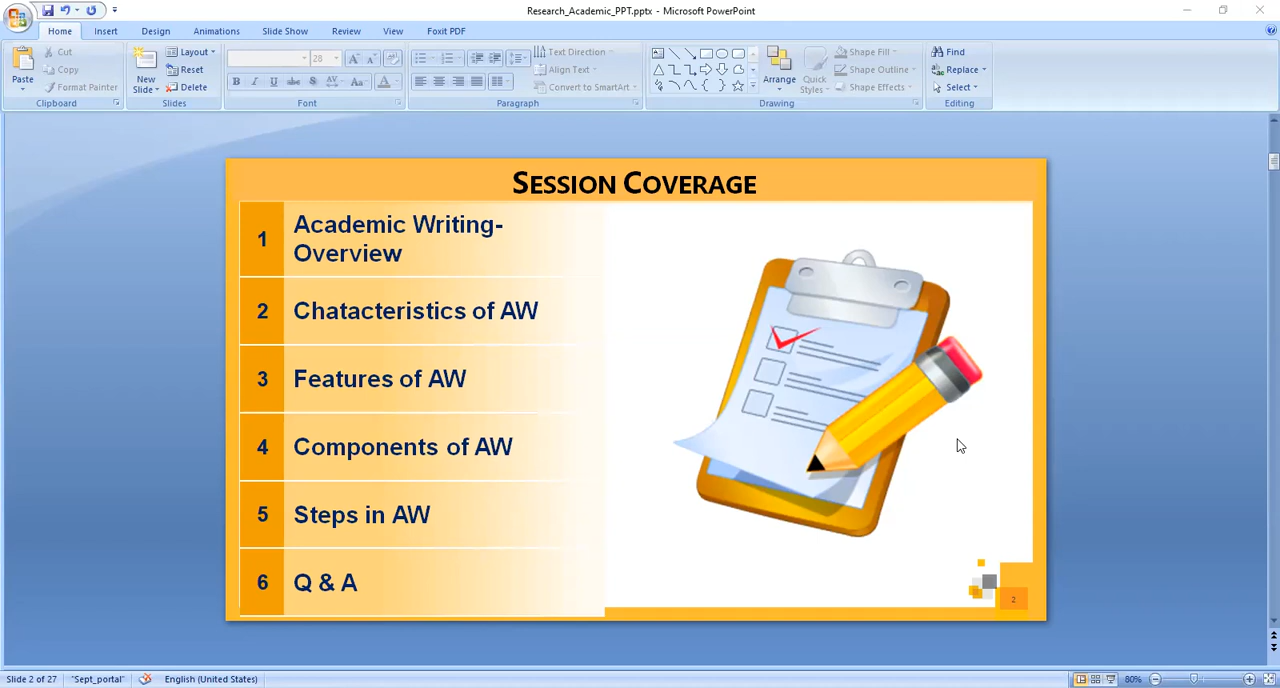 Research_Academic_PPT.pptx - Microsoft PowerPoint
Home Insert Design Animations Slide Show Review View Foxit PDF
Paste
Cut
Copy
Format Painter
Clipboard
New Slide
Layout
Reset
Delete
Slides
28
B I U abc S AV Aa A
Font
Text Direction
Align Text
Convert to SmartArt
Paragraph
Arrange
Quick Styles
Shape Fill
Shape Outline
Shape Effects
Drawing
Find
Replace
Select
Editing
SESSION COVERAGE
1 Academic Writing-
Overview
2 Chatacteristics of AW
3 Features of AW
4 Components of AW
5 Steps in AW
6 Q & A
2
Slide 2 of 27 "Sept_portal" English (United States) 80%